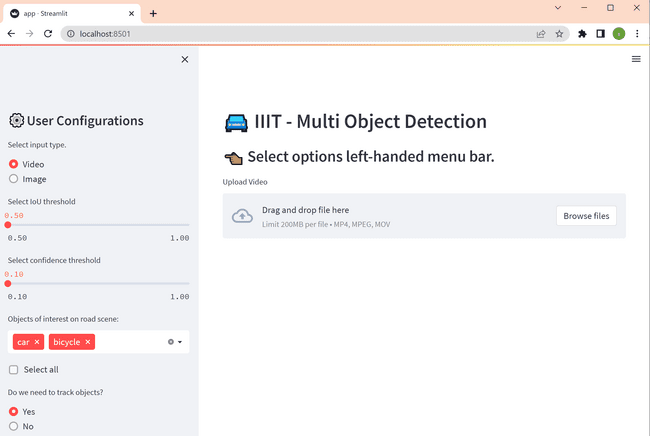 app · Streamlit
localhost:8501
User Configurations
Select input type.
Video
Image
Select IoU threshold
0.50
0.50 1.00
Select confidence threshold
0.10
0.10 1.00
Objects of interest on road scene:
car bicycle
Select all
Do we need to track objects?
Yes
No
IIIT - Multi Object Detection
Select options left-handed menu bar.
Upload Video
Drag and drop file here
Limit 200MB per file • MP4, MPEG, MOV
Browse files